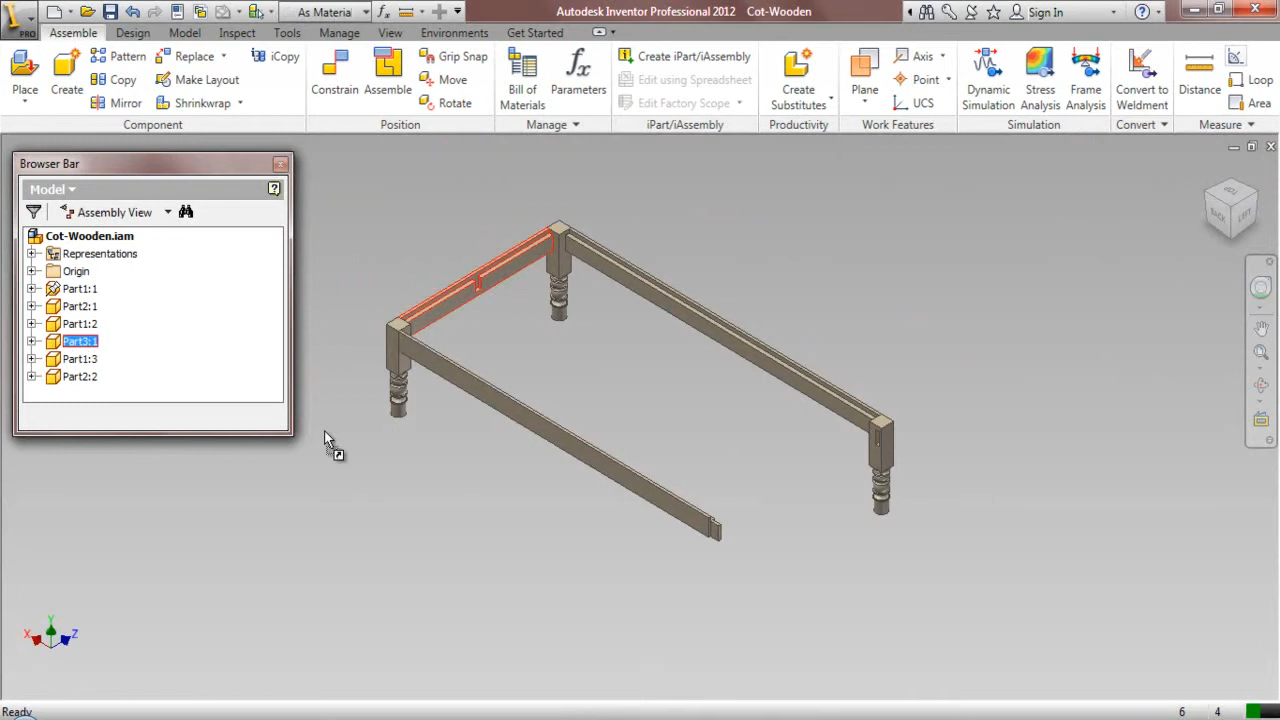 As Material
Autodesk Inventor Professional 2012 Cot-Wooden
Sign In
PRO
Assemble Design Model Inspect Tools Manage View Environments Get Started
Place
Create
Pattern
Copy
Mirror
Replace
Make Layout
Shrinkwrap
iCopy
Component
Constrain
Assemble
Grip Snap
Move
Rotate
Position
Bill of
Materials
Parameters
Manage
Create iPart/iAssembly
Edit using Spreadsheet
Edit Factory Scope
iPart/iAssembly
Create
Substitutes
Productivity
Plane
Axis
Point
UCS
Work Features
Dynamic
Simulation
Stress
Analysis
Frame
Analysis
Simulation
Convert to
Weldment
Convert
Distance
Loop
Area
Measure
Browser Bar
Model
Assembly View
Cot-Wooden.iam
Representations
Origin
Part1:1
Part2:1
Part1:2
Part3:1
Part1:3
Part2:2
TOP
BACK
LEFT
X
Y
Z
Ready
6 4